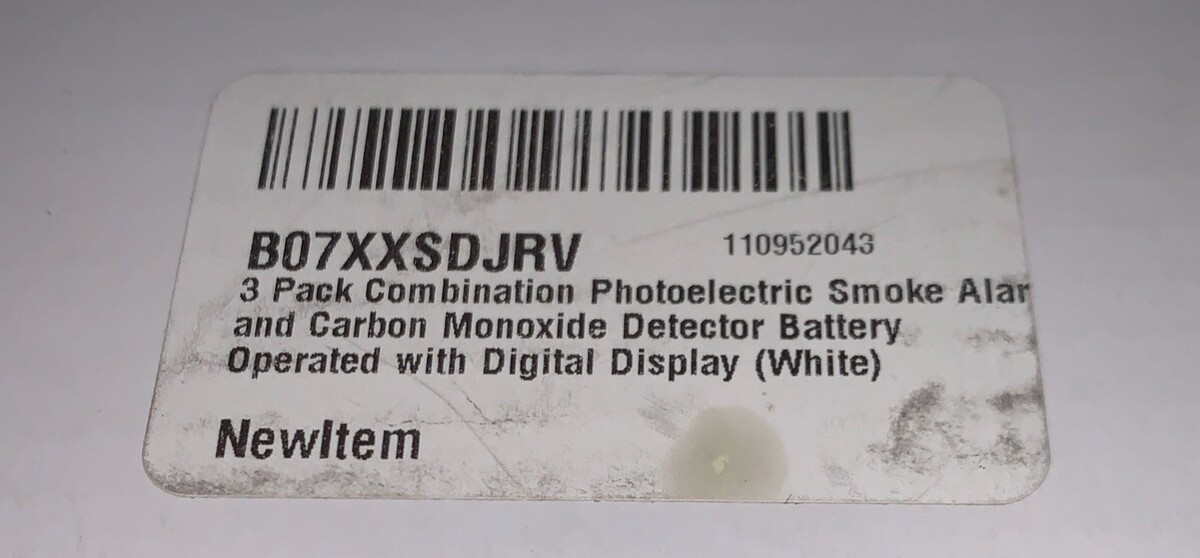 B07XXSDJRV 110952043
3 Pack Combination Photoelectric Smoke Alar
and Carbon Monoxide Detector Battery
Operated with Digital Display (White)
NewItem